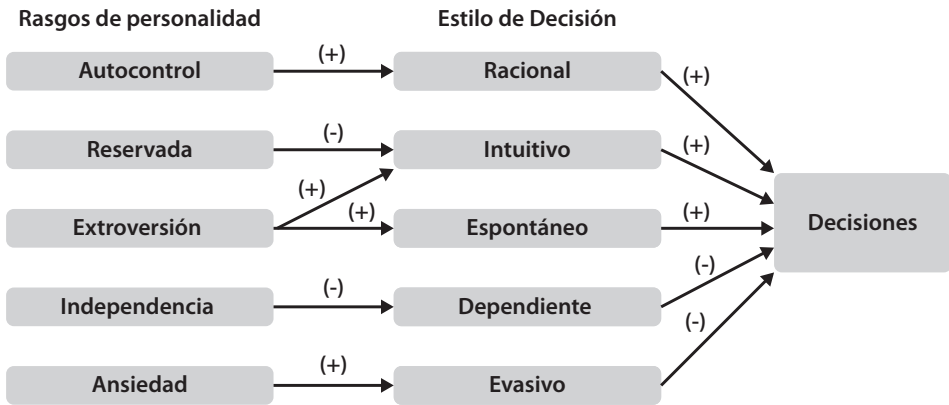 Rasgos de personalidad
Estilo de Decisión
Autocontrol
(+)
Racional
(+)
Reservada
(-)
Intuitivo
(+)
(+)
Extroversión
(+)
Espontáneo
(+)
Decisiones
Independencia
(-)
Dependiente
(-)
Ansiedad
(+)
Evasivo
(-)